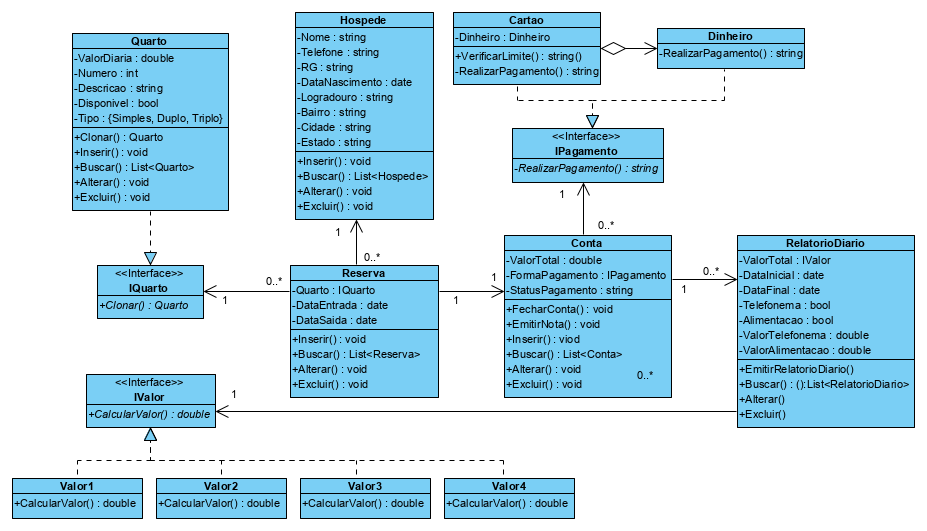 Quarto
-ValorDiaria : double
-Numero : int
-Descricao : string
-Disponivel : bool
-Tipo : {Simples, Duplo, Triplo}
+Clonar() : Quarto
+Inserir() : void
+Buscar() : List<Quarto>
+Alterar() : void
+Excluir() : void
Hospede
-Nome : string
-Telefone : string
-RG : string
-DataNascimento : date
-Logradouro : string
-Bairro : string
-Cidade : string
-Estado : string
+Inserir() : void
+Buscar() : List<Hospede>
+Alterar() : void
+Excluir() : void
Cartao
-Dinheiro : Dinheiro
+VerificarLimite() : string()
-RealizarPagamento() : string
Dinheiro
-RealizarPagamento() : string
<<Interface>>
IPagamento
-RealizarPagamento() : string
1
0..*
1
0..*
<<Interface>>
IQuarto
+Clonar() : Quarto
0..*
1
Reserva
-Quarto : IQuarto
-DataEntrada : date
-DataSaida : date
+Inserir() : void
+Buscar() : List<Reserva>
+Alterar() : void
+Excluir() : void
1
1
Conta
-ValorTotal : double
-FormaPagamento : IPagamento
-StatusPagamento : string
+FecharConta() : void
+EmitirNota() : void
+Inserir() : viod
+Buscar() : List<Conta>
+Alterar() : void
+Excluir() : void
0..*
0..*
1
RelatorioDiario
-ValorTotal : IValor
-DataInicial : date
-DataFinal : date
-Telefonema : bool
-Alimentacao : bool
-ValorTelefonema : double
-ValorAlimentacao : double
+EmitirRelatorioDiario()
+Buscar() : ():List<RelatorioDiario>
+Alterar()
+Excluir()
<<Interface>>
IValor
+CalcularValor() : double
1
Valor1
+CalcularValor() : double
Valor2
+CalcularValor() : double
Valor3
+CalcularValor() : double
Valor4
+CalcularValor() : double